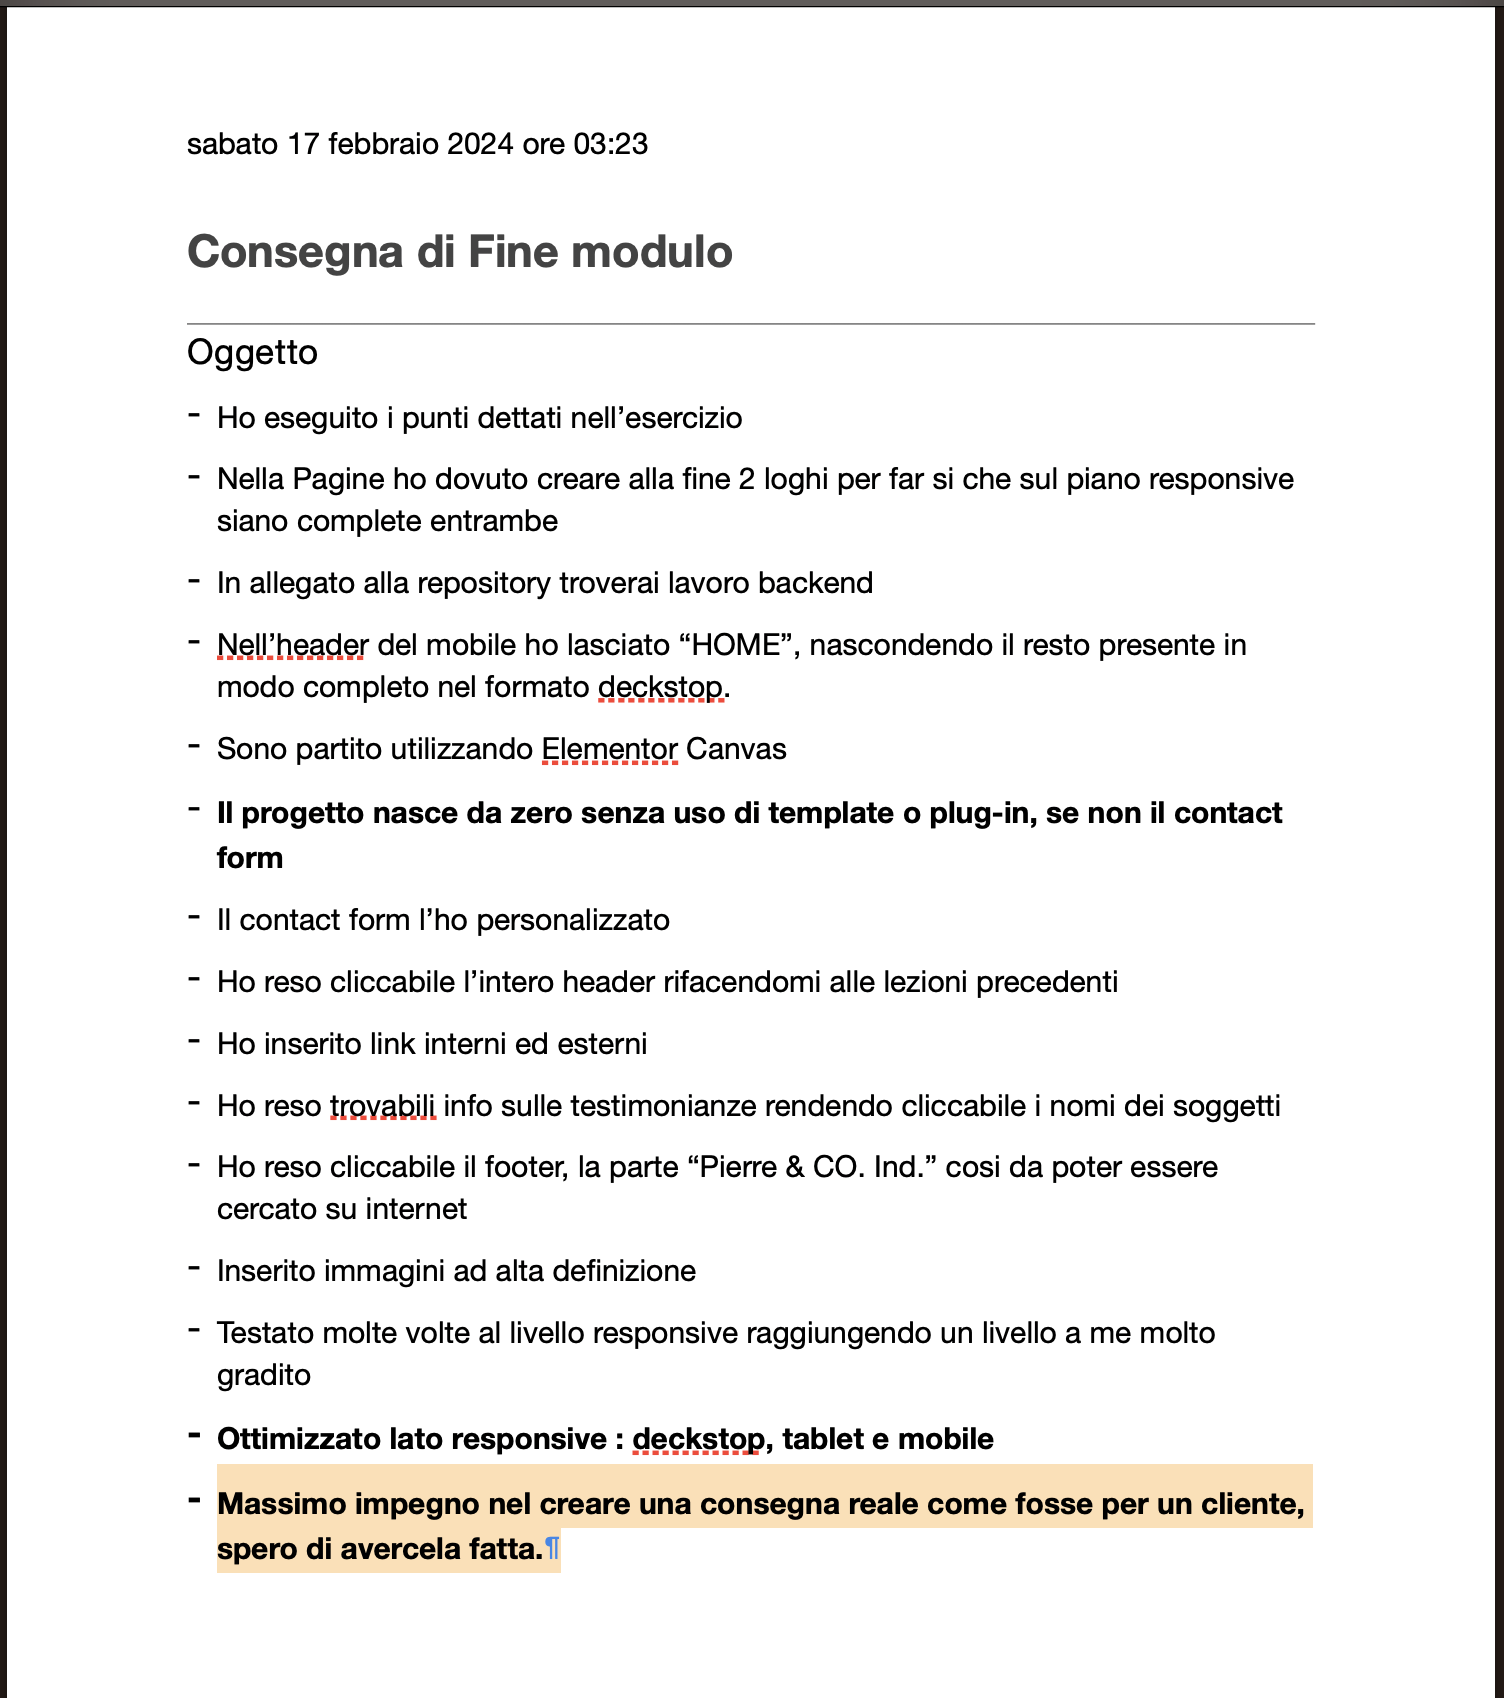 sabato 17 febbraio 2024 ore 03:23
Consegna di Fine modulo
Oggetto
- Ho eseguito i punti dettati nell’esercizio
- Nella Pagine ho dovuto creare alla fine 2 loghi per far si che sul piano responsive
siano complete entrambe
- In allegato alla repository troverai lavoro backend
- Nell’header del mobile ho lasciato “HOME”, nascondendo il resto presente in
modo completo nel formato deckstop.
- Sono partito utilizzando Elementor Canvas
- Il progetto nasce da zero senza uso di template o plug-in, se non il contact
form
- Il contact form l’ho personalizzato
- Ho reso cliccabile l’intero header rifacendomi alle lezioni precedenti
- Ho inserito link interni ed esterni
- Ho reso trovabili info sulle testimonianze rendendo cliccabile i nomi dei soggetti
- Ho reso cliccabile il footer, la parte “Pierre & CO. Ind.” cosi da poter essere
cercato su internet
- Inserito immagini ad alta definizione
- Testato molte volte al livello responsive raggiungendo un livello a me molto
gradito
- Ottimizzato lato responsive : deckstop, tablet e mobile
- Massimo impegno nel creare una consegna reale come fosse per un cliente,
spero di avercela fatta.¶